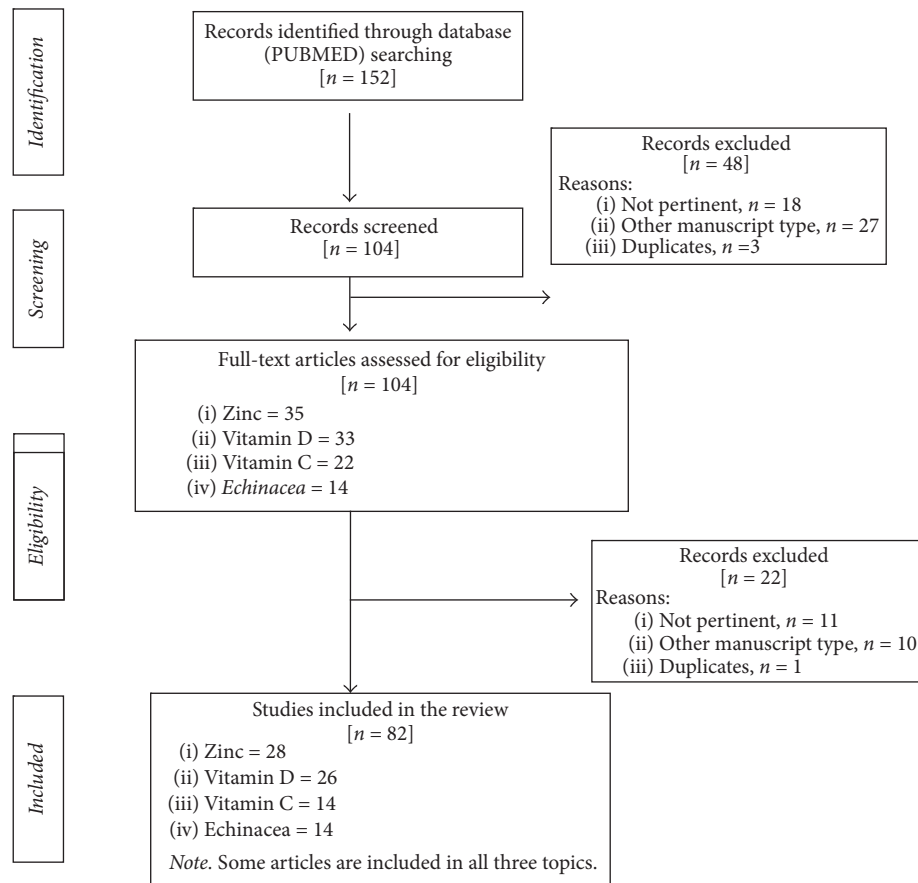 Identification
Records identified through database
(PUBMED) searching
[n = 152]
Records excluded
[n = 48]
Reasons:
(i) Not pertinent, n = 18
(ii) Other manuscript type, n = 27
(iii) Duplicates, n =3
Screening
Records screened
[n = 104]
Full-text articles assessed for eligibility
[n = 104]
(i) Zinc = 35
(ii) Vitamin D = 33
(iii) Vitamin C = 22
(iv) Echinacea = 14
Eligibility
Records excluded
[n = 22]
Reasons:
(i) Not pertinent, n = 11
(ii) Other manuscript type, n = 10
(iii) Duplicates, n = 1
Included
Studies included in the review
[n = 82]
(i) Zinc = 28
(ii) Vitamin D = 26
(iii) Vitamin C = 14
(iv) Echinacea = 14
Note. Some articles are included in all three topics.